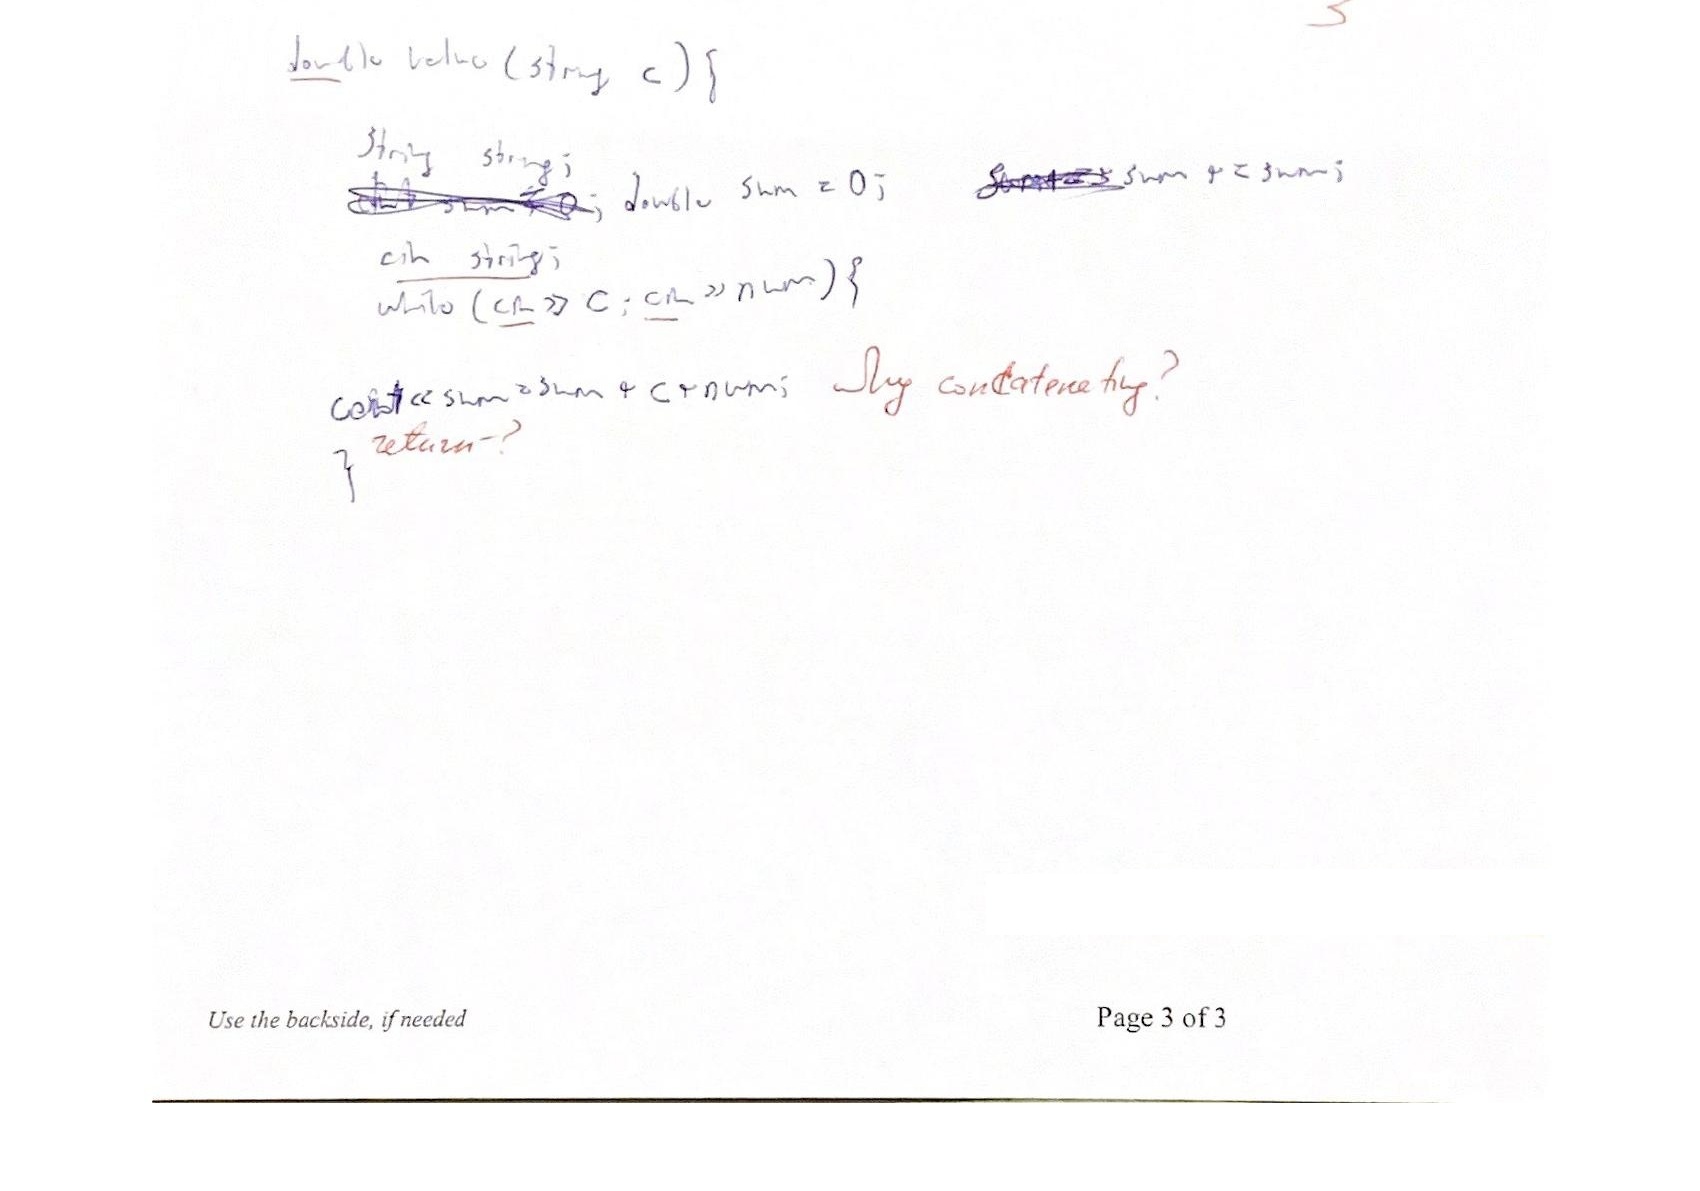 5
double value (string c) {
String string;
double sum = 0; sum += sum;
cin string;
while (cin >> C; cin >> num) {
cout << sum = sum + c + num; Why concatenating?
return - ?
}
Use the backside, if needed Page 3 of 3